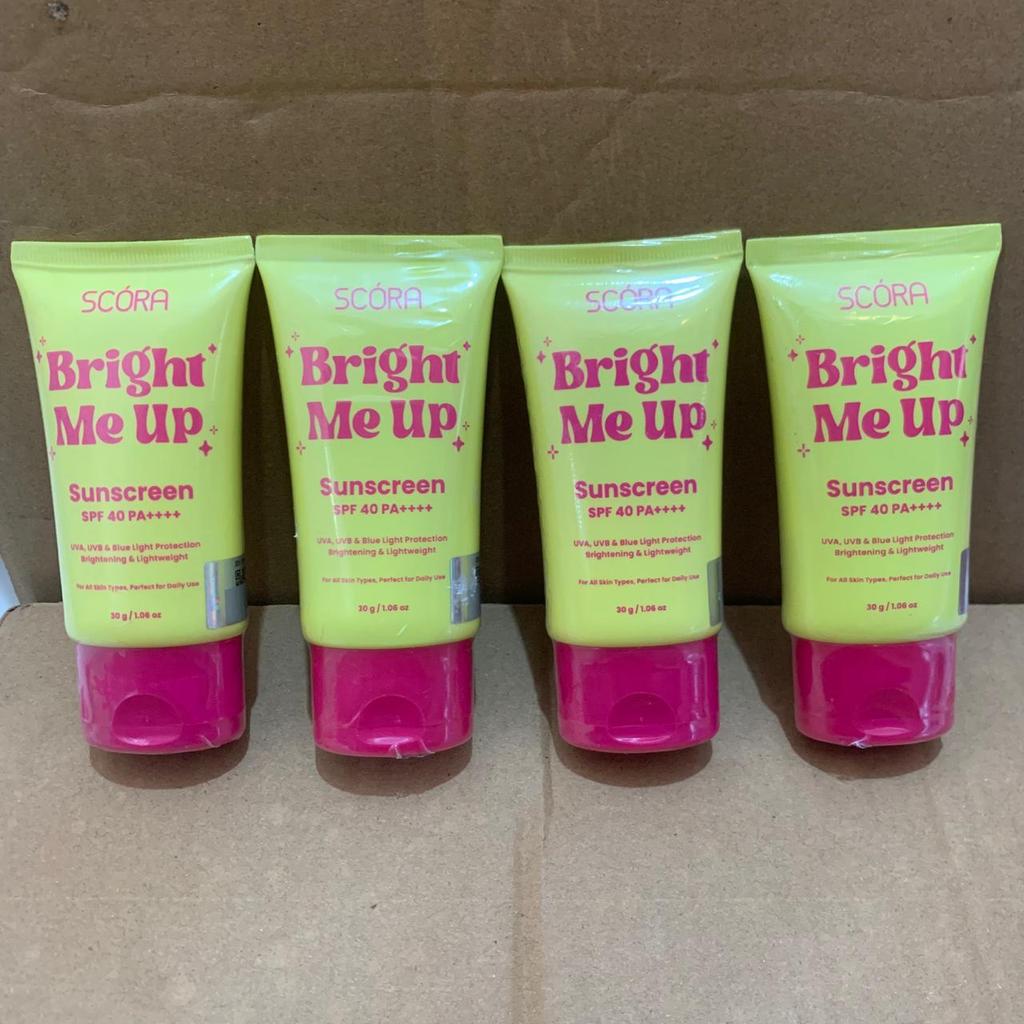 SCÓRA
Bright
Me Up
Sunscreen
SPF 40 PA++++
UVA, UVB & Blue Light Protection
Brightening & Lightweight
For All Skin Types, Perfect for Daily Use
30 g / 1.06 oz
SCÓRA
Bright
Me Up
Sunscreen
SPF 40 PA++++
UVA, UVB & Blue Light Protection
Brightening & Lightweight
For All Skin Types, Perfect for Daily Use
30 g / 1.06 oz
SCÓRA
Bright
Me Up
Sunscreen
SPF 40 PA++++
UVA, UVB & Blue Light Protection
Brightening & Lightweight
For All Skin Types, Perfect for Daily Use
30 g / 1.06 oz
SCÓRA
Bright
Me Up
Sunscreen
SPF 40 PA++++
UVA, UVB & Blue Light Protection
Brightening & Lightweight
For All Skin Types, Perfect for Daily Use
30 g / 1.06 oz